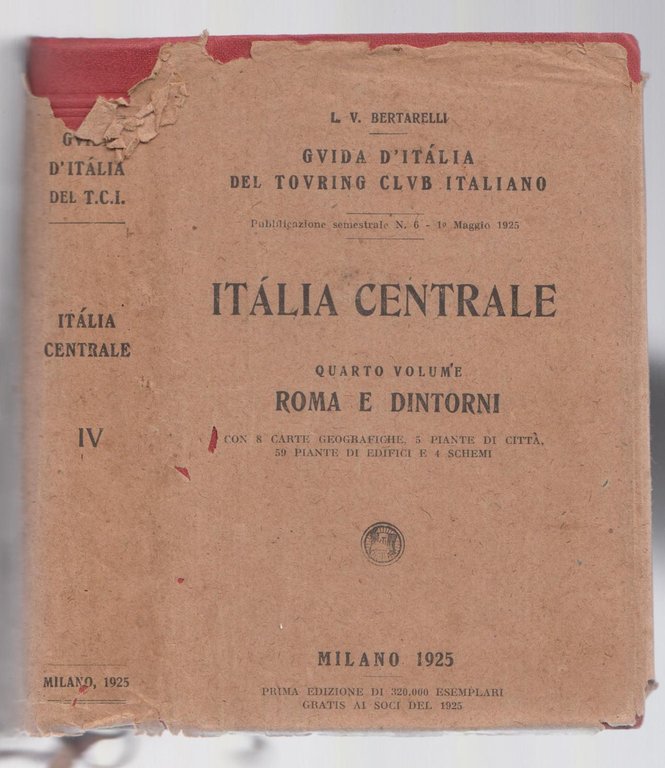 GVIDA
D'ITÁLIA
DEL T.C.I.
ITÁLIA
CENTRALE
IV
MILANO, 1925
L. V. BERTARELLI
GVIDA D'ITÁLIA
DEL TOVRING CLVB ITALIANO
Pubblicazione semestrale N. 6 - 1º Maggio 1925
ITÁLIA CENTRALE
QUARTO VOLUME
ROMA E DINTORNI
CON 8 CARTE GEOGRAFICHE, 5 PIANTE DI CITTÀ,
59 PIANTE DI EDIFICI E 4 SCHEMI
MILANO 1925
PRIMA EDIZIONE DI 320.000 ESEMPLARI
GRATIS AI SOCI DEL 1925